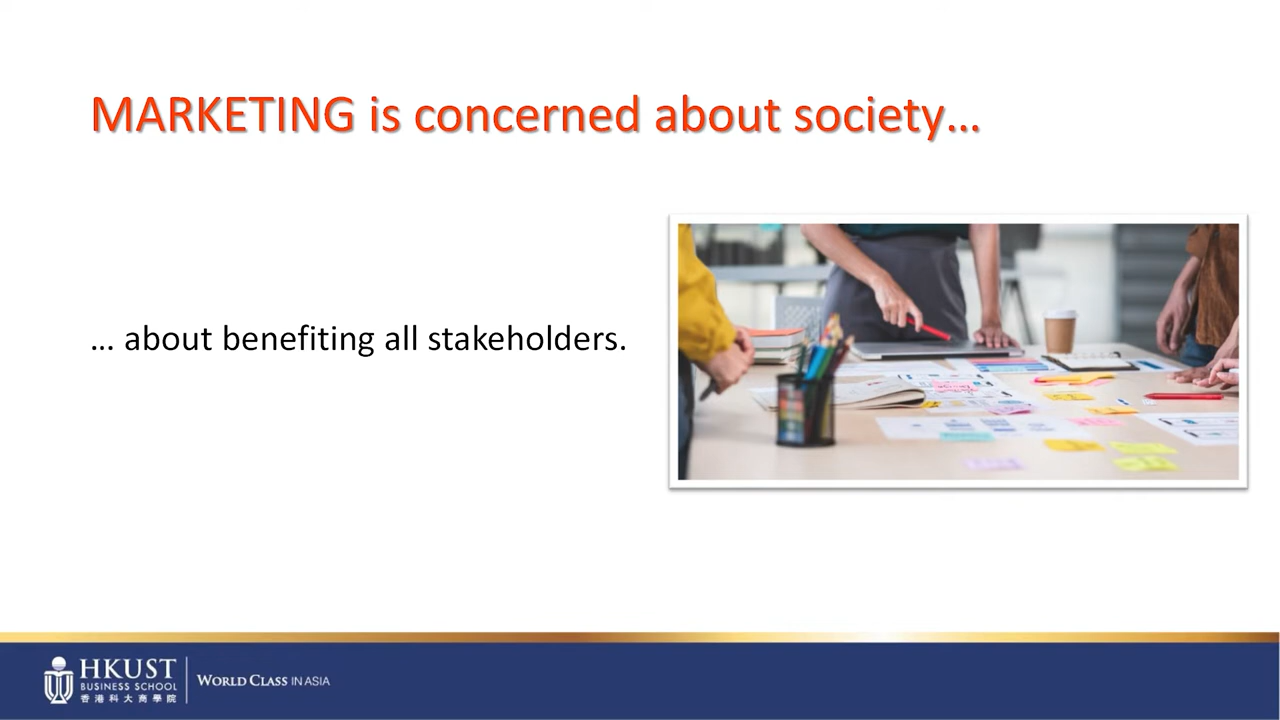 MARKETING is concerned about society…
… about benefiting all stakeholders.
HKUST
BUSINESS SCHOOL
香港科大商學院
WORLD CLASS IN ASIA